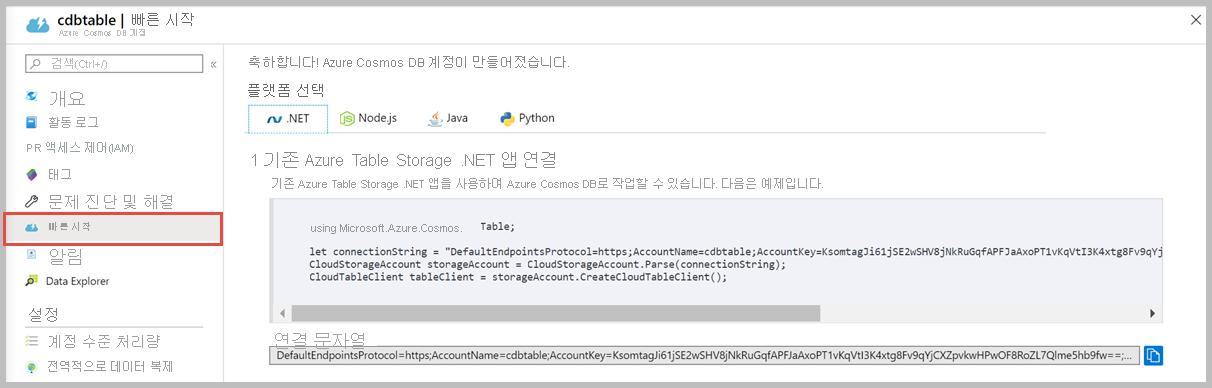 cdbtable | 빠른 시작
Azure Cosmos DB 계정
검색(Ctrl+/)
개요
활동 로그
PR 액세스 제어(IAM)
태그
문제 진단 및 해결
빠른 시작
알림
Data Explorer
설정
계정 수준 처리량
전역적으로 데이터 복제
축하합니다! Azure Cosmos DB 계정이 만들어졌습니다.
플랫폼 선택
.NET Node.js Java Python
1 기존 Azure Table Storage .NET 앱 연결
기존 Azure Table Storage .NET 앱을 사용하여 Azure Cosmos DB로 작업할 수 있습니다. 다음은 예제입니다.
using Microsoft.Azure.Cosmos. Table;
let connectionString = "DefaultEndpointsProtocol=https;AccountName=cdbtable;AccountKey=KsomtagJi61jSE2wSHV8jNkRuGqfAPFJaAxoPT1vKqVtI3K4xtg8Fv9qYj
CloudStorageAccount storageAccount = CloudStorageAccount.Parse(connectionString);
CloudTableClient tableClient = storageAccount.CreateCloudTableClient();
연결 문자열
DefaultEndpointsProtocol=https;AccountName=cdbtable;AccountKey=KsomtagJi61jSE2wSHV8jNkRuGqfAPFJaAxoPT1vKqVtI3K4xtg8Fv9qYjCXZpvkwHPwOF8RoZL7Qlme5hb9fw==;...